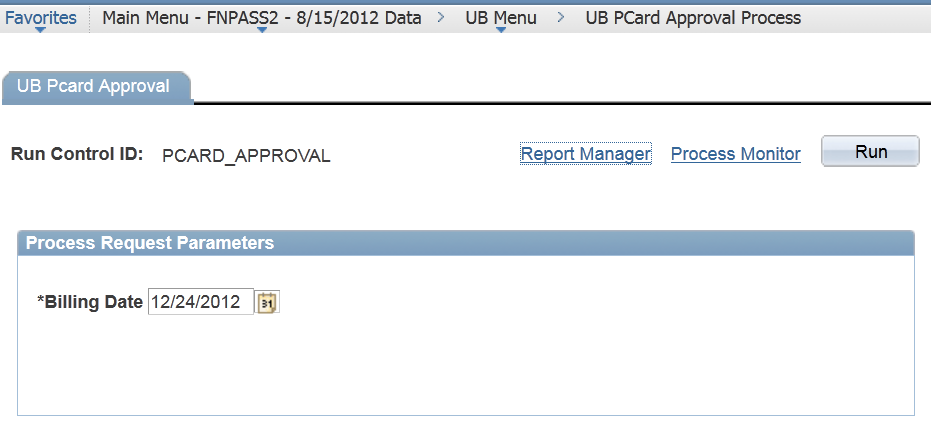 Favorites Main Menu - FNPASS2 - 8/15/2012 Data > UB Menu > UB PCard Approval Process
UB Pcard Approval
Run Control ID: PCARD_APPROVAL Report Manager Process Monitor Run
Process Request Parameters
*Billing Date 12/24/2012 31